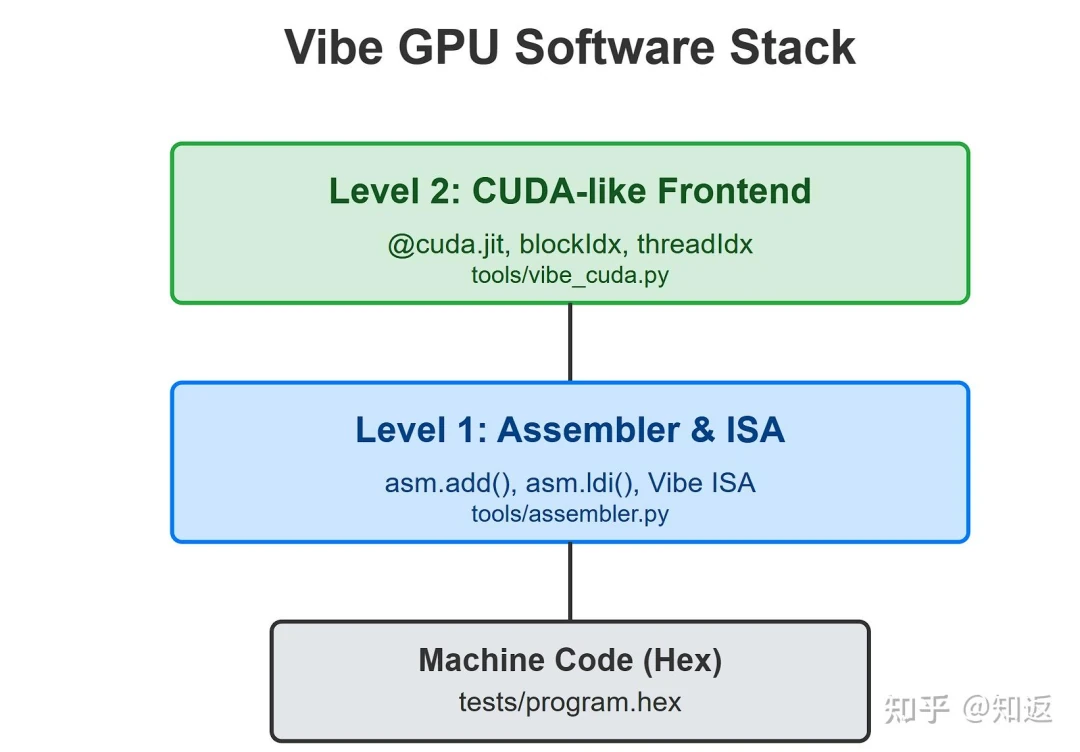 Vibe GPU Software Stack
Level 2: CUDA-like Frontend
@cuda.jit, blockIdx, threadIdx
tools/vibe_cuda.py
Level 1: Assembler & ISA
asm.add(), asm.ldi(), Vibe ISA
tools/assembler.py
Machine Code (Hex)
tests/program.hex
知乎 @知返